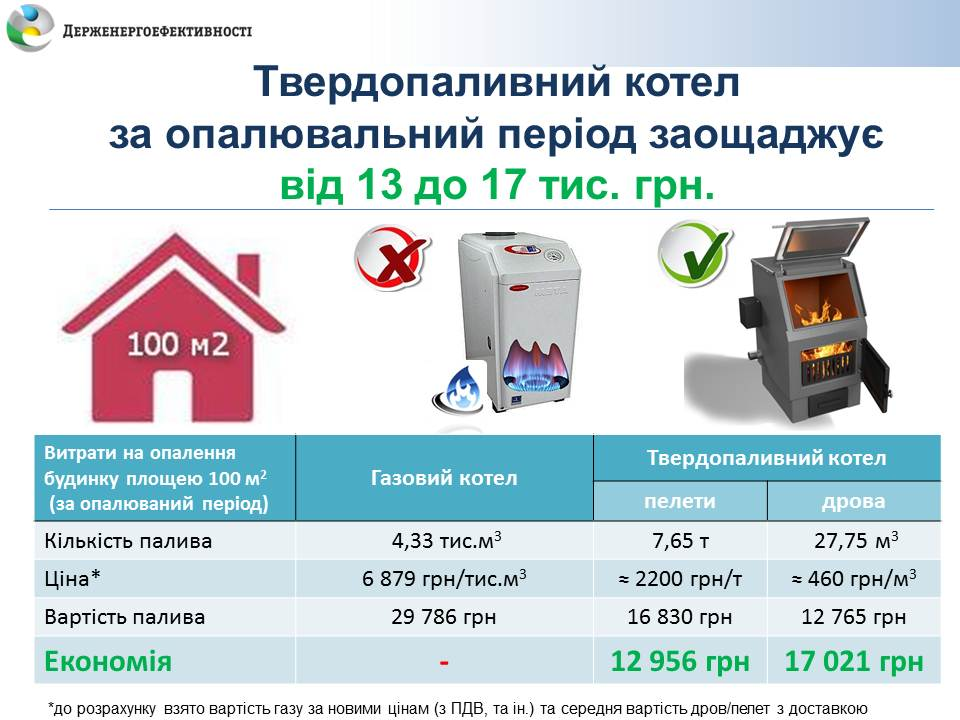 ДЕРЖЕНЕРГОЕФЕКТИВНОСТІ
Твердопаливний котел
за опалювальний період заощаджує
від 13 до 17 тис. грн.
100 м2
Витрати на опалення
будинку площею 100 м²
(за опалюваний період)
Газовий котел
Твердопаливний котел
пелети дрова
Кількість палива 4,33 тис.м³ 7,65 т 27,75 м³
Ціна* 6 879 грн/тис.м³ ≈ 2200 грн/т ≈ 460 грн/м³
Вартість палива 29 786 грн 16 830 грн 12 765 грн
Економія - 12 956 грн 17 021 грн
*до розрахунку взято вартість газу за новими цінам (з ПДВ, та ін.) та середня вартість дров/пелет з доставкою